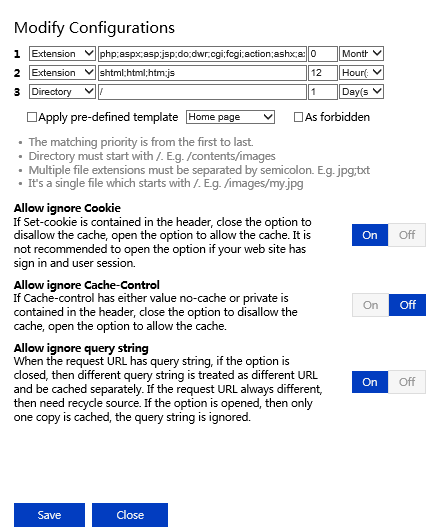 Modify Configurations
1 Extension php;aspx;asp;jsp;do;dwr;cgi;fcgi;action;ashx;a 0 Month
2 Extension shtml;html;htm;js 12 Hour(
3 Directory / 1 Day(s
Apply pre-defined template Home page As forbidden
• The matching priority is from the first to last.
• Directory must start with /. E.g. /contents/images
• Multiple file extensions must be separated by semicolon. E.g. jpg;txt
• It's a single file which starts with /. E.g. /images/my.jpg
Allow ignore Cookie
If Set-cookie is contained in the header, close the option to
disallow the cache, open the option to allow the cache. It is
not recommended to open the option if your web site has
sign in and user session.
On Off
Allow ignore Cache-Control
If Cache-control has either value no-cache or private is
contained in the header, close the option to disallow the
cache, open the option to allow the cache.
On Off
Allow ignore query string
When the request URL has query string, if the option is
closed, then different query string is treated as different URL
and be cached separately. If the request URL always different,
then need recycle source. If the option is opened, then only
one copy is cached, the query string is ignored.
On Off
Save Close